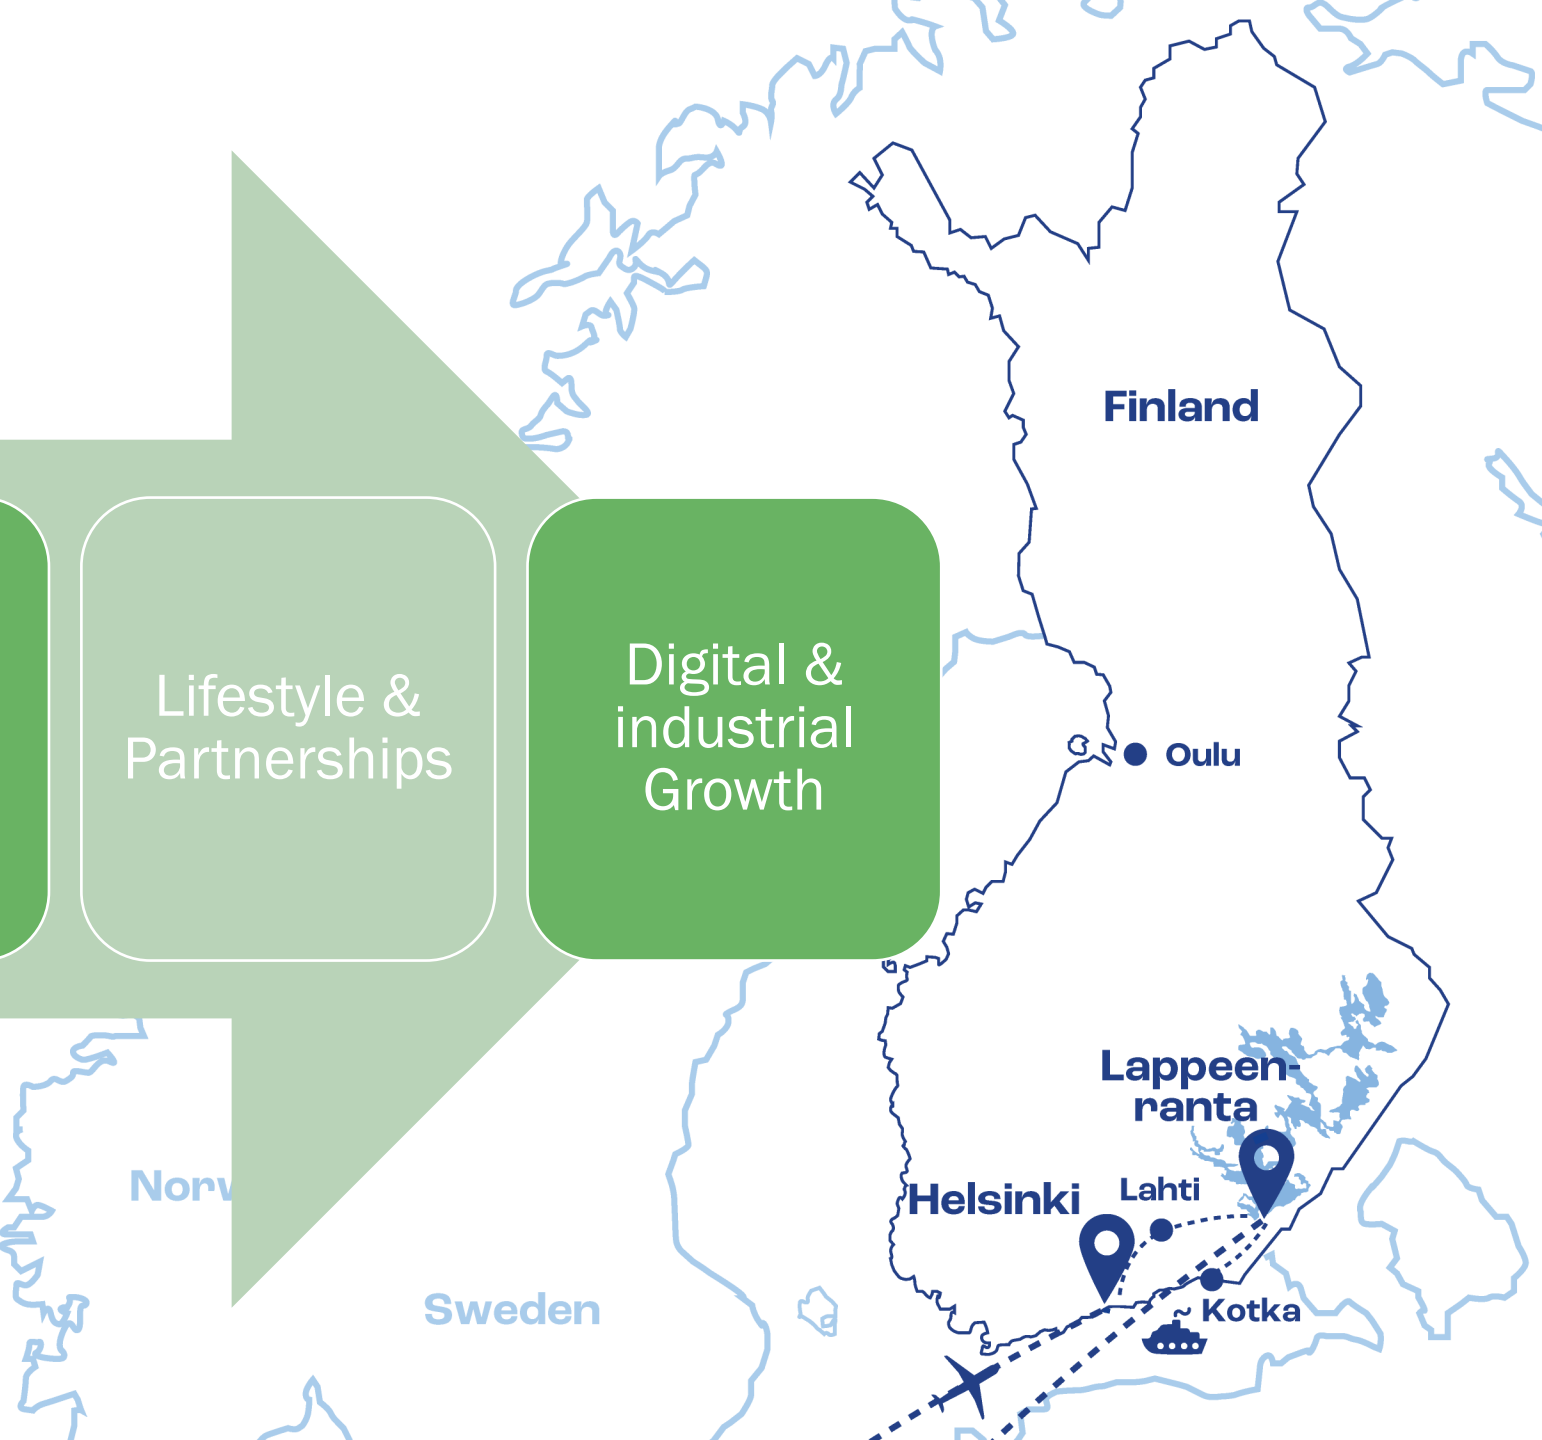 Lifestyle &
Partnerships
Digital &
industrial
Growth
Finland
Oulu
Lappeen-
ranta
Helsinki
Lahti
Kotka
Sweden